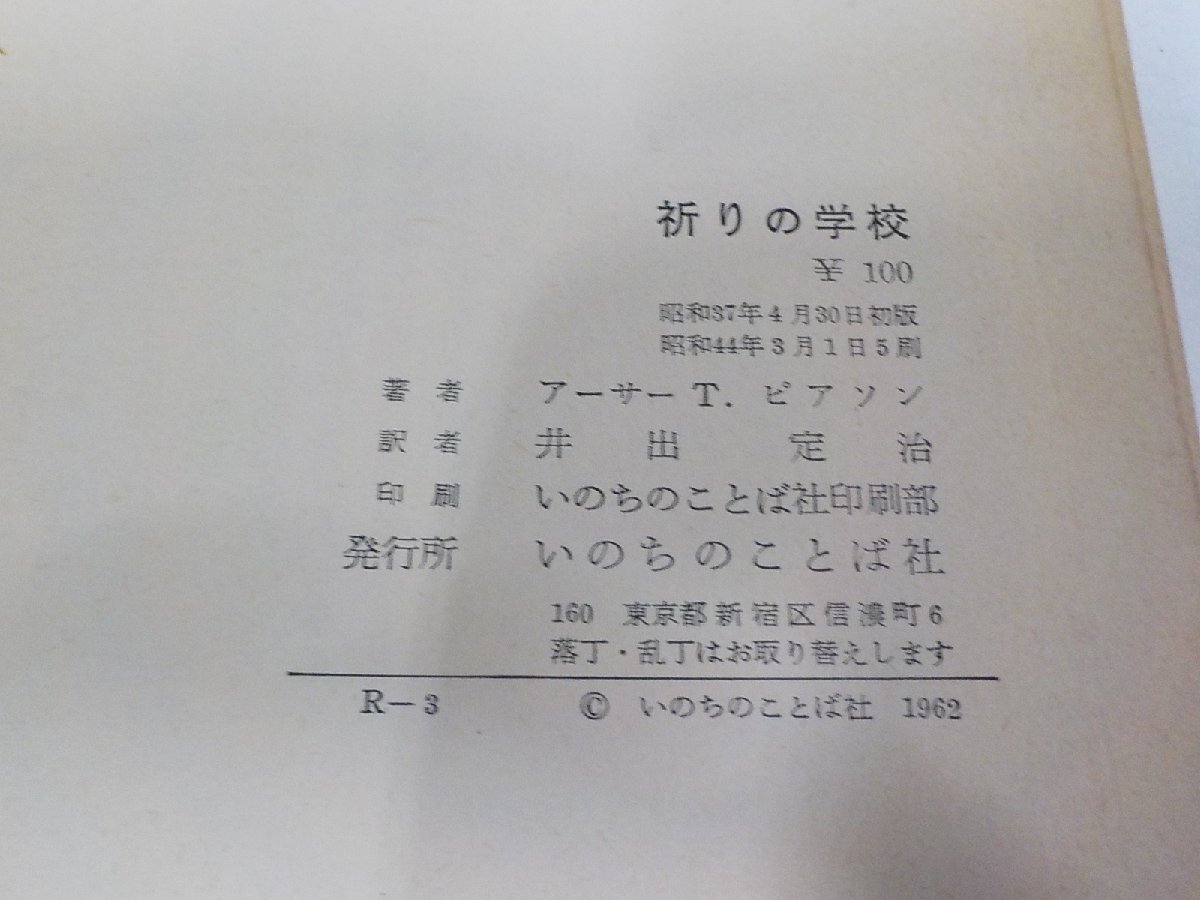 祈りの学校
¥ 100
昭和37年4月30日初版
昭和44年3月1日5刷
著者 アーサー T. ピアソン
訳者 井出定治
印刷 いのちのことば社印刷部
発行所 いのちのことば社
160 東京都新宿区信濃町6
落丁・乱丁はお取り替えします
R-3 © いのちのことば社 1962